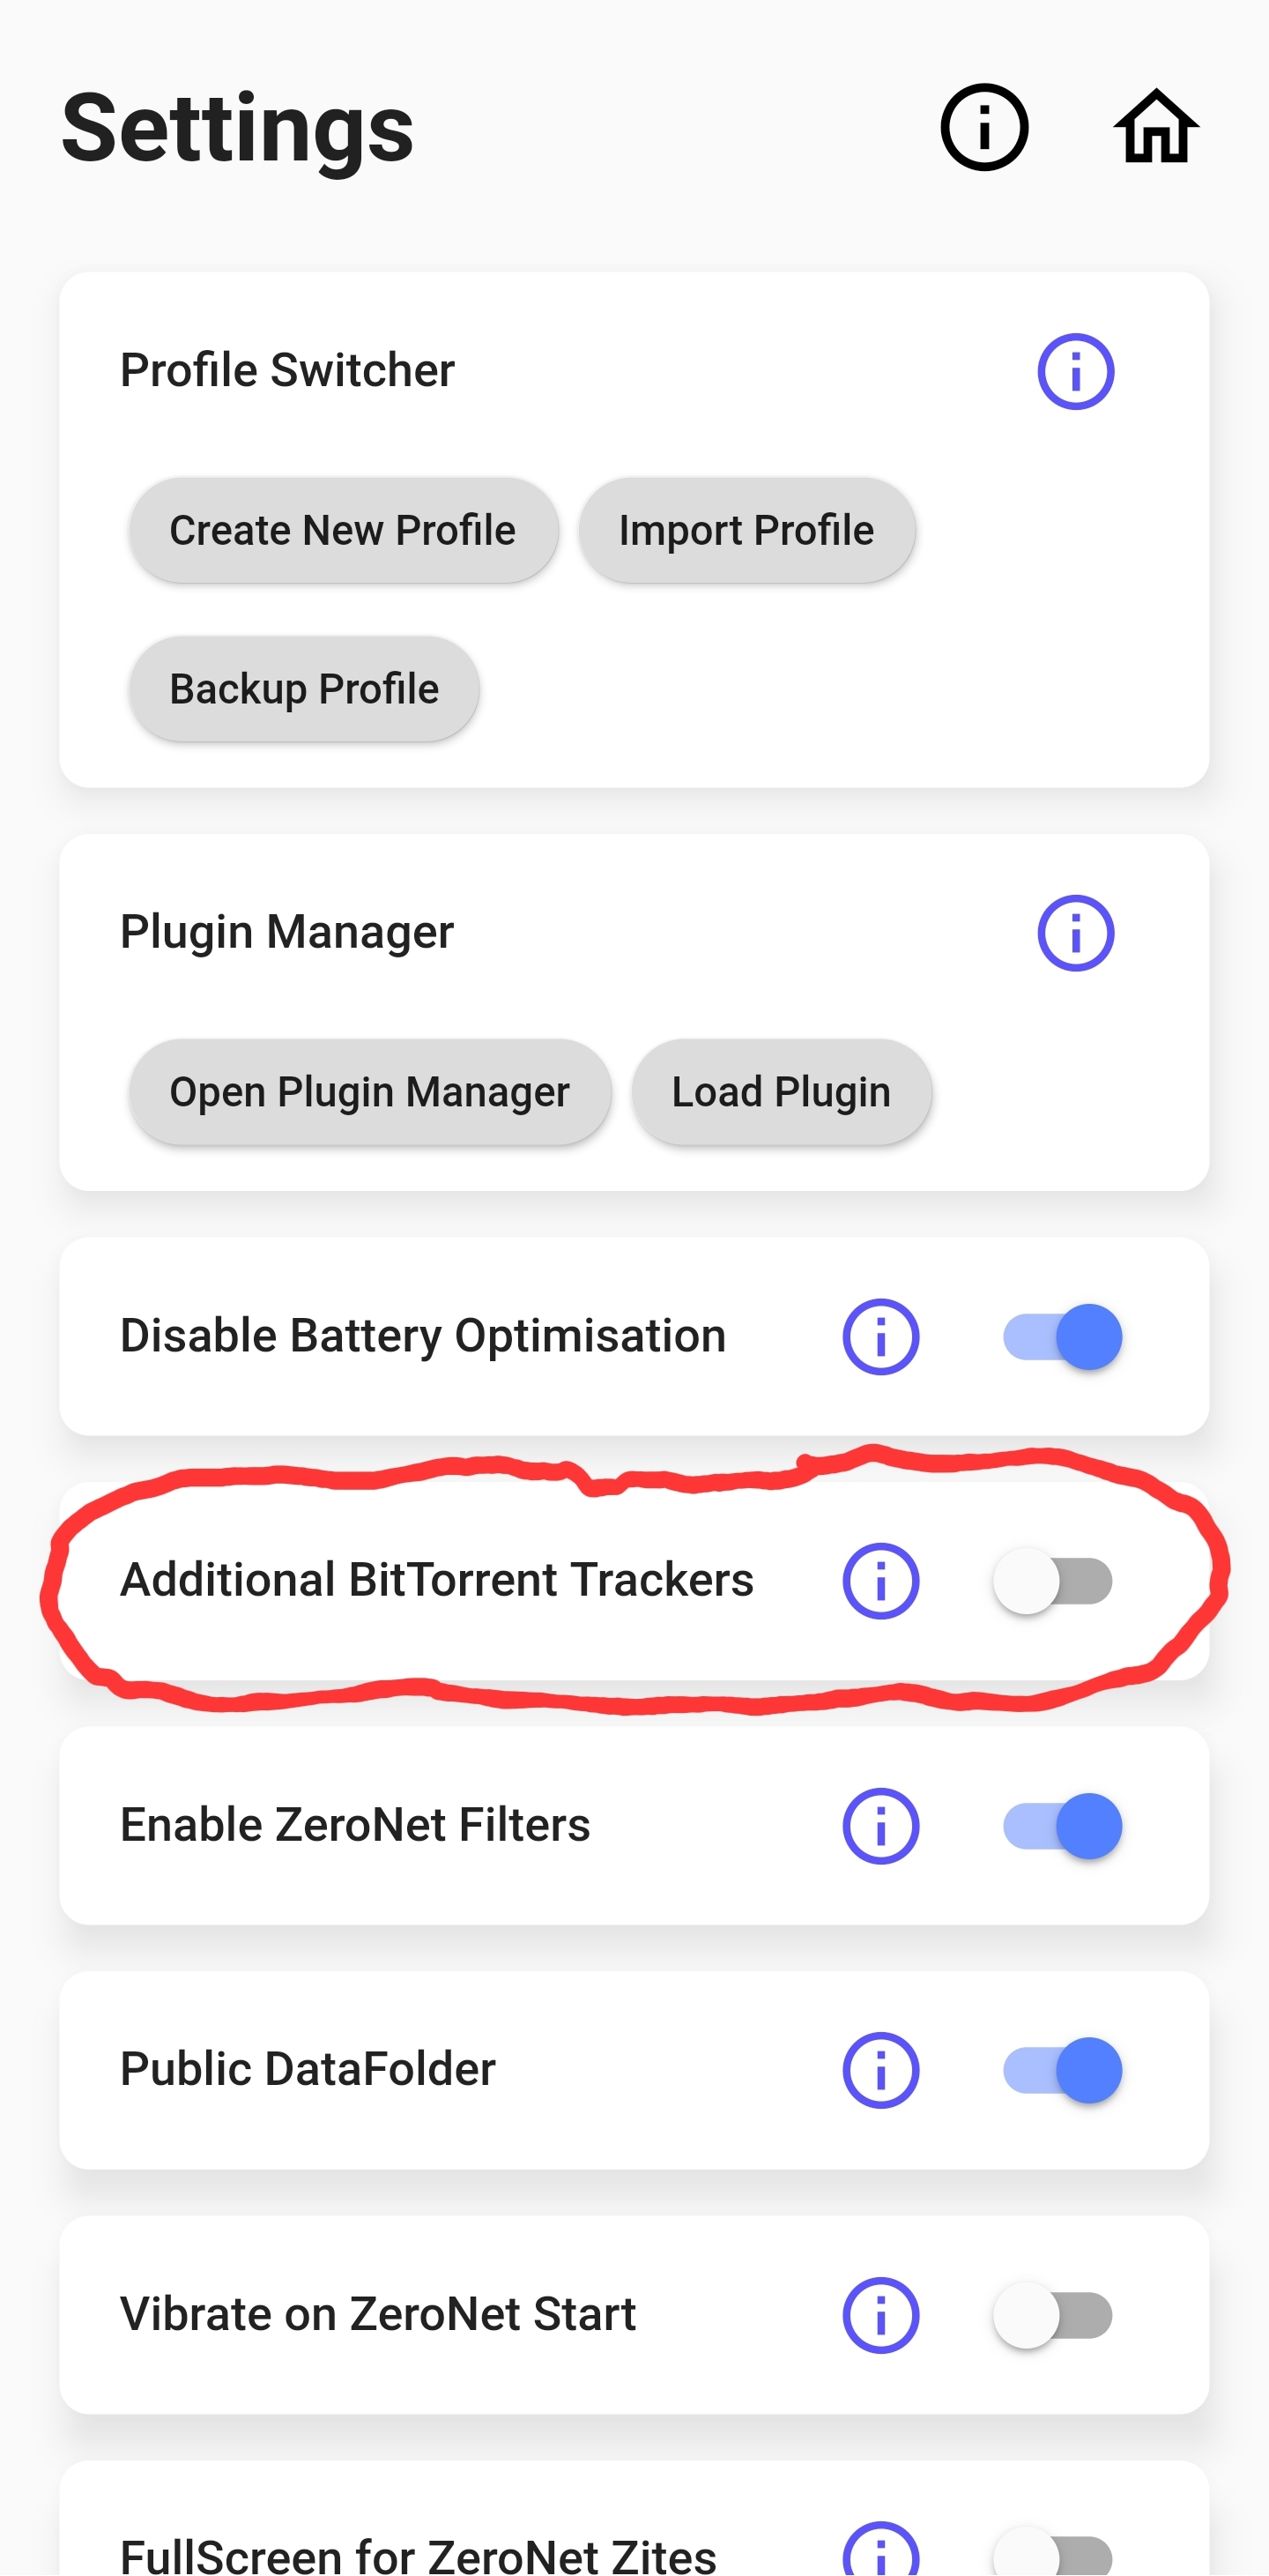 Settings
Profile Switcher
Create New Profile Import Profile
Backup Profile
Plugin Manager
Open Plugin Manager Load Plugin
Disable Battery Optimisation
Additional BitTorrent Trackers
Enable ZeroNet Filters
Public DataFolder
Vibrate on ZeroNet Start
FullScreen for ZeroNet Zites